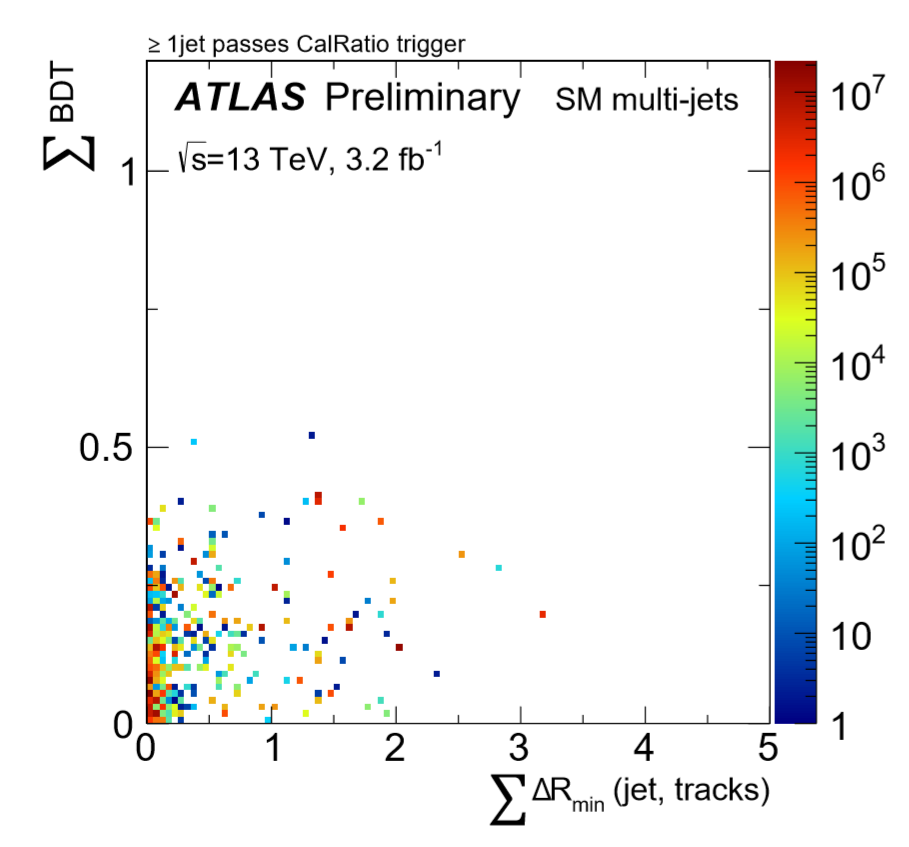 ≥ 1jet passes CalRatio trigger
∑ BDT
ATLAS Preliminary SM multi-jets
√s=13 TeV, 3.2 fb⁻¹
1
0.5
0
0 1 2 3 4 5
∑ ΔR_min (jet, tracks)
10⁷
10⁶
10⁵
10⁴
10³
10²
10
1